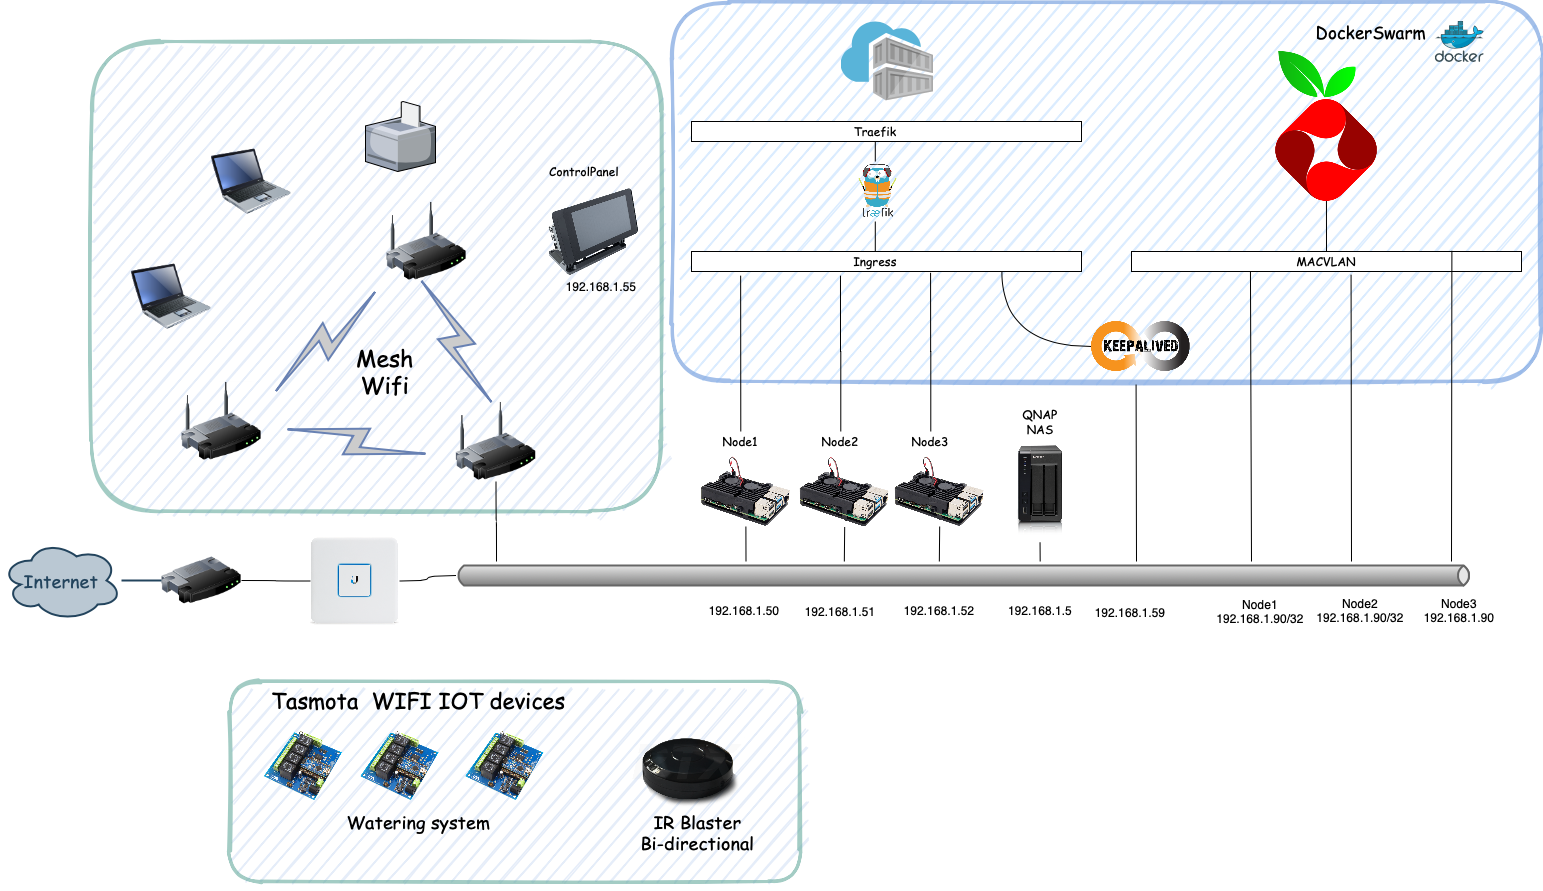 DockerSwarm
docker
Traefik
træfik
Ingress
MACVLAN
KEEPALIVED
ControlPanel
192.168.1.55
Mesh
Wifi
Node1
Node2
Node3
QNAP
NAS
Internet
192.168.1.50
192.168.1.51
192.168.1.52
192.168.1.5
192.168.1.59
Node1
192.168.1.90/32
Node2
192.168.1.90/32
Node3
192.168.1.90
Tasmota WIFI IOT devices
Watering system
IR Blaster
Bi-directional